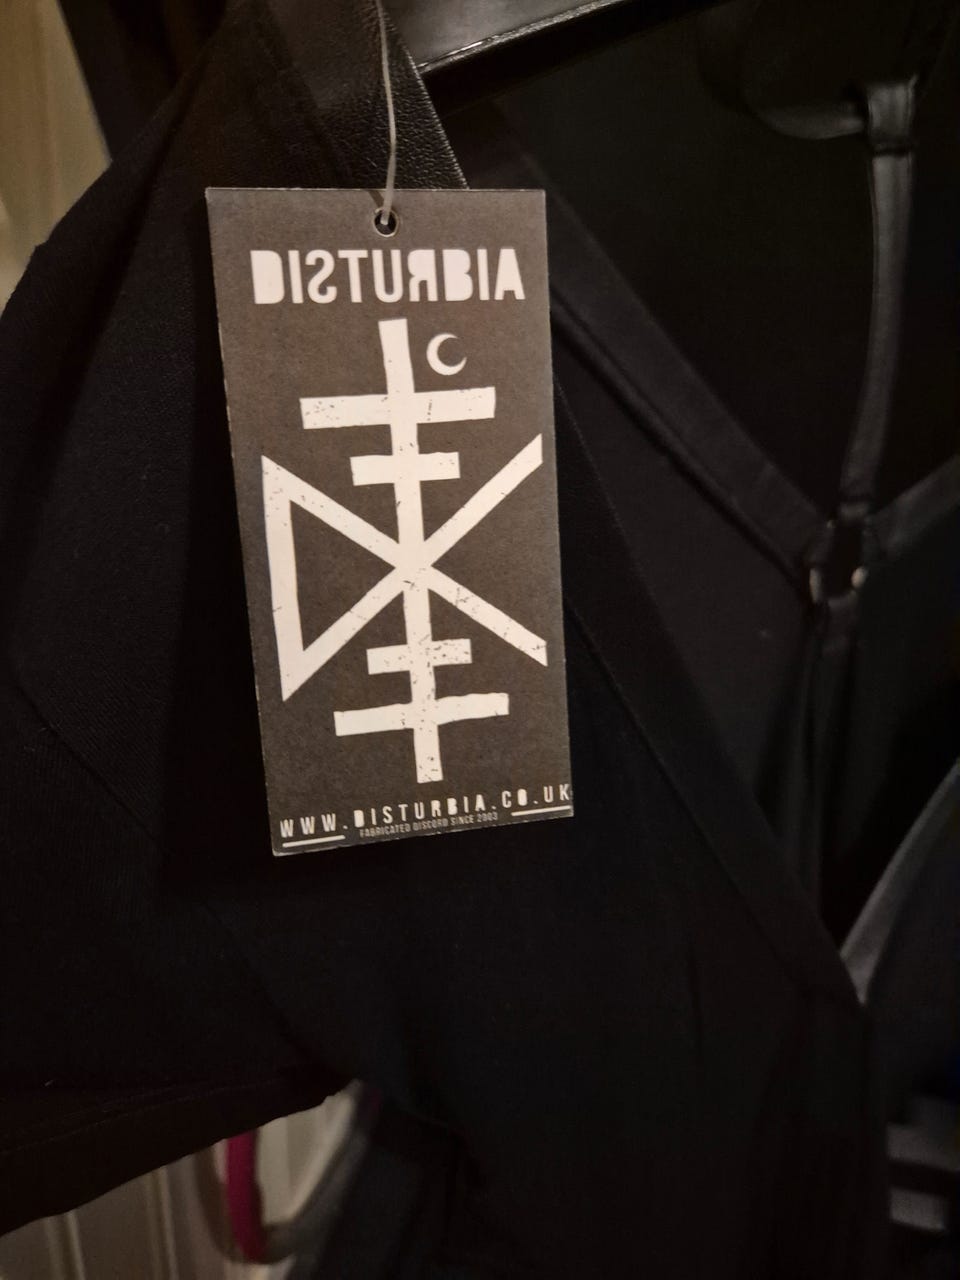 DISTURBIA
WWW.DISTURBIA.CO.UK
FABRICATED DISCORD SINCE 2003